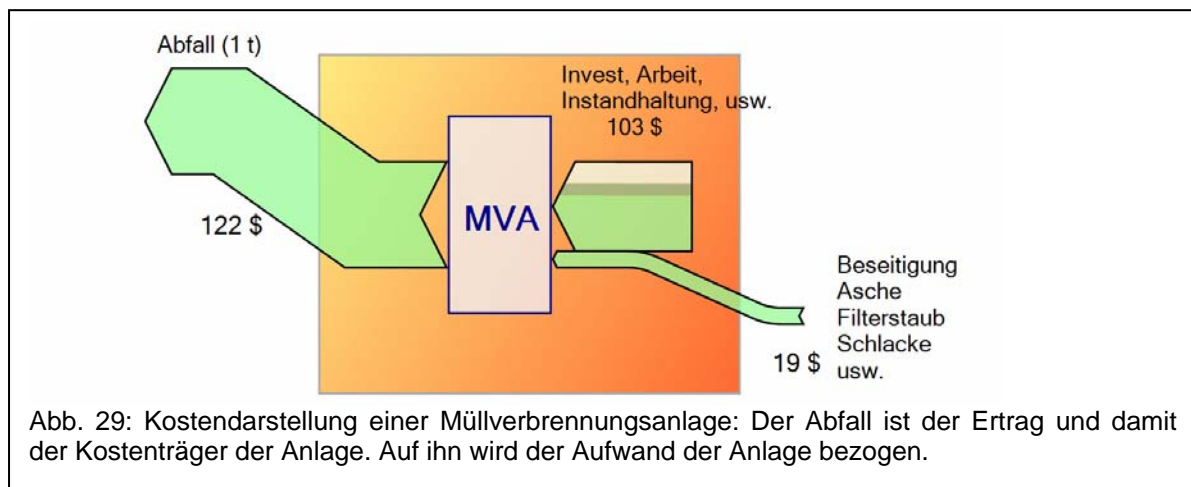 Abfall (1 t)
Invest, Arbeit,
Instandhaltung, usw.
103 $
MVA
122 $
Beseitigung
Asche
Filterstaub
Schlacke
usw.
19 $
Abb. 29: Kostendarstellung einer Müllverbrennungsanlage: Der Abfall ist der Ertrag und damit
der Kostenträger der Anlage. Auf ihn wird der Aufwand der Anlage bezogen.